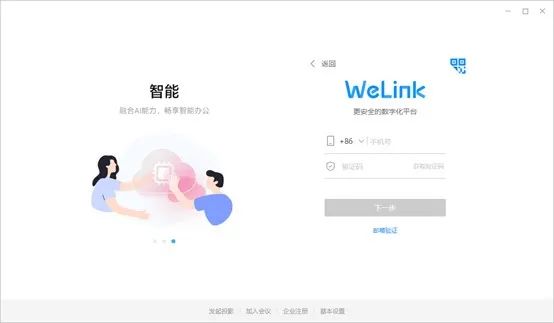 智能
融合AI能力，畅享智能办公
返回
WeLink
更安全的数字化平台
+86 手机号
验证码 获取验证码
下一步
邮箱验证
发起投影 加入会议 企业注册 基本设置